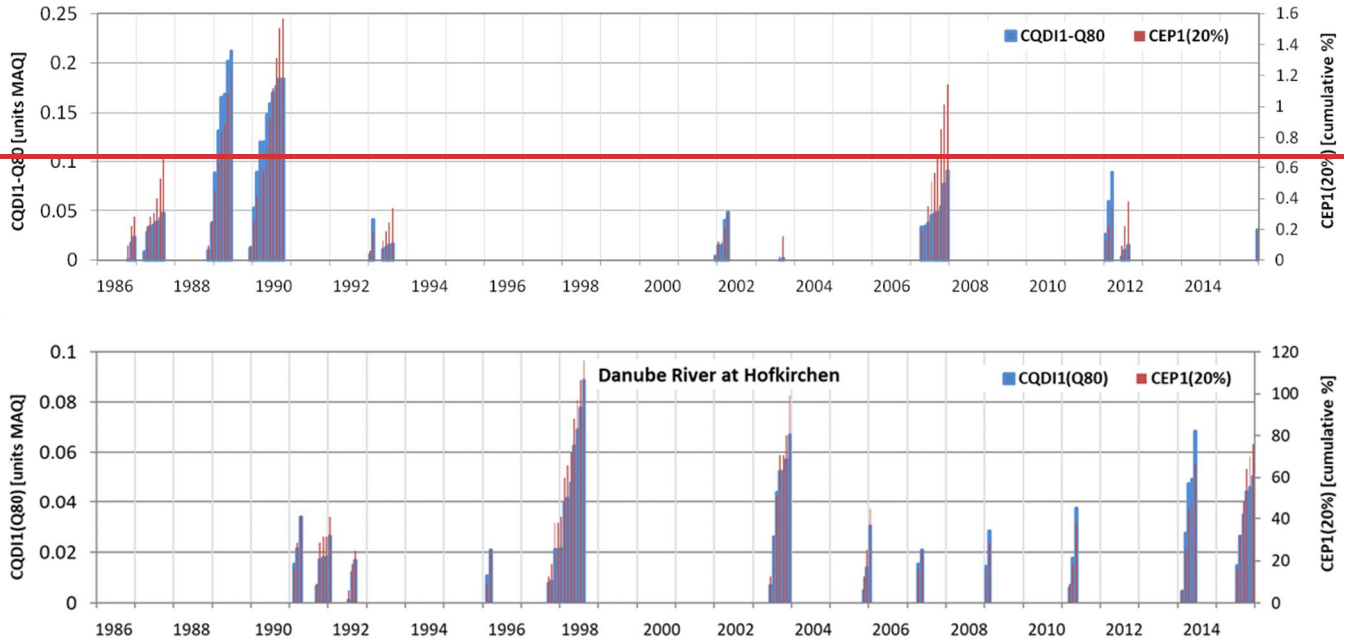 0.25
0.2
0.15
0.1
0.05
0
CQDI1-Q80 [units MAQ]
CQDI1-Q80
CEP1(20%)
1.6
1.4
1.2
1
0.8
0.6
0.4
0.2
0
CEP1(20%) [cumulative %]
1986 1988 1990 1992 1994 1996 1998 2000 2002 2004 2006 2008 2010 2012 2014
0.1
0.08
0.06
0.04
0.02
0
CQDI1(Q80) [units MAQ]
Danube River at Hofkirchen
CQDI1(Q80)
CEP1(20%)
120
100
80
60
40
20
0
CEP1(20%) [cumulative %]
1986 1988 1990 1992 1994 1996 1998 2000 2002 2004 2006 2008 2010 2012 2014